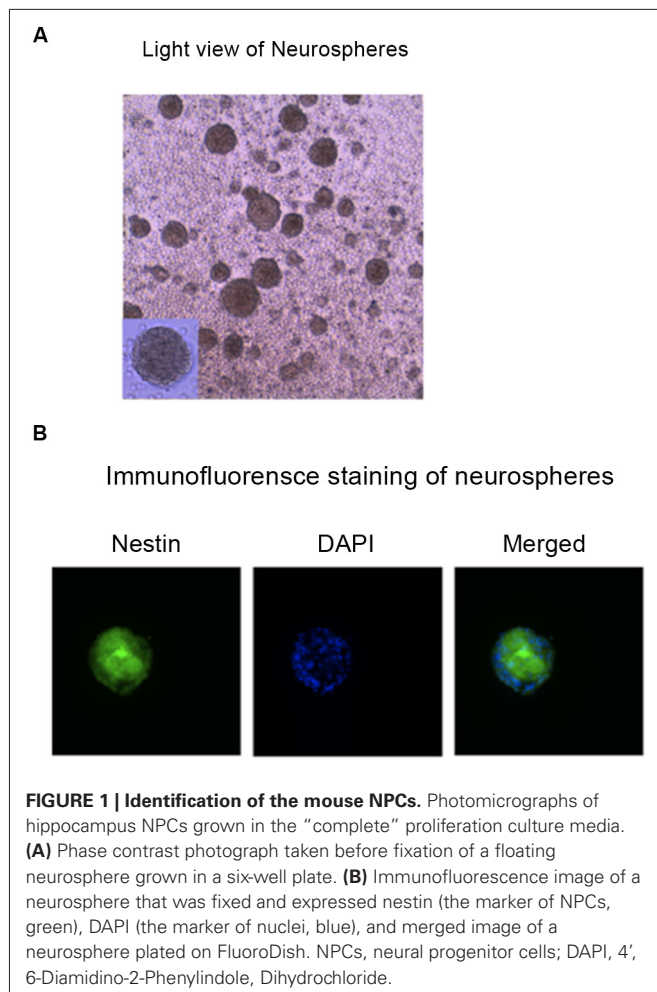 A
Light view of Neurospheres
B
Immunofluorensce staining of neurospheres
Nestin DAPI Merged
FIGURE 1 | Identification of the mouse NPCs. Photomicrographs of
hippocampus NPCs grown in the “complete” proliferation culture media.
(A) Phase contrast photograph taken before fixation of a floating
neurosphere grown in a six-well plate. (B) Immunofluorescence image of a
neurosphere that was fixed and expressed nestin (the marker of NPCs,
green), DAPI (the marker of nuclei, blue), and merged image of a
neurosphere plated on FluoroDish. NPCs, neural progenitor cells; DAPI, 4′,
6-Diamidino-2-Phenylindole, Dihydrochloride.